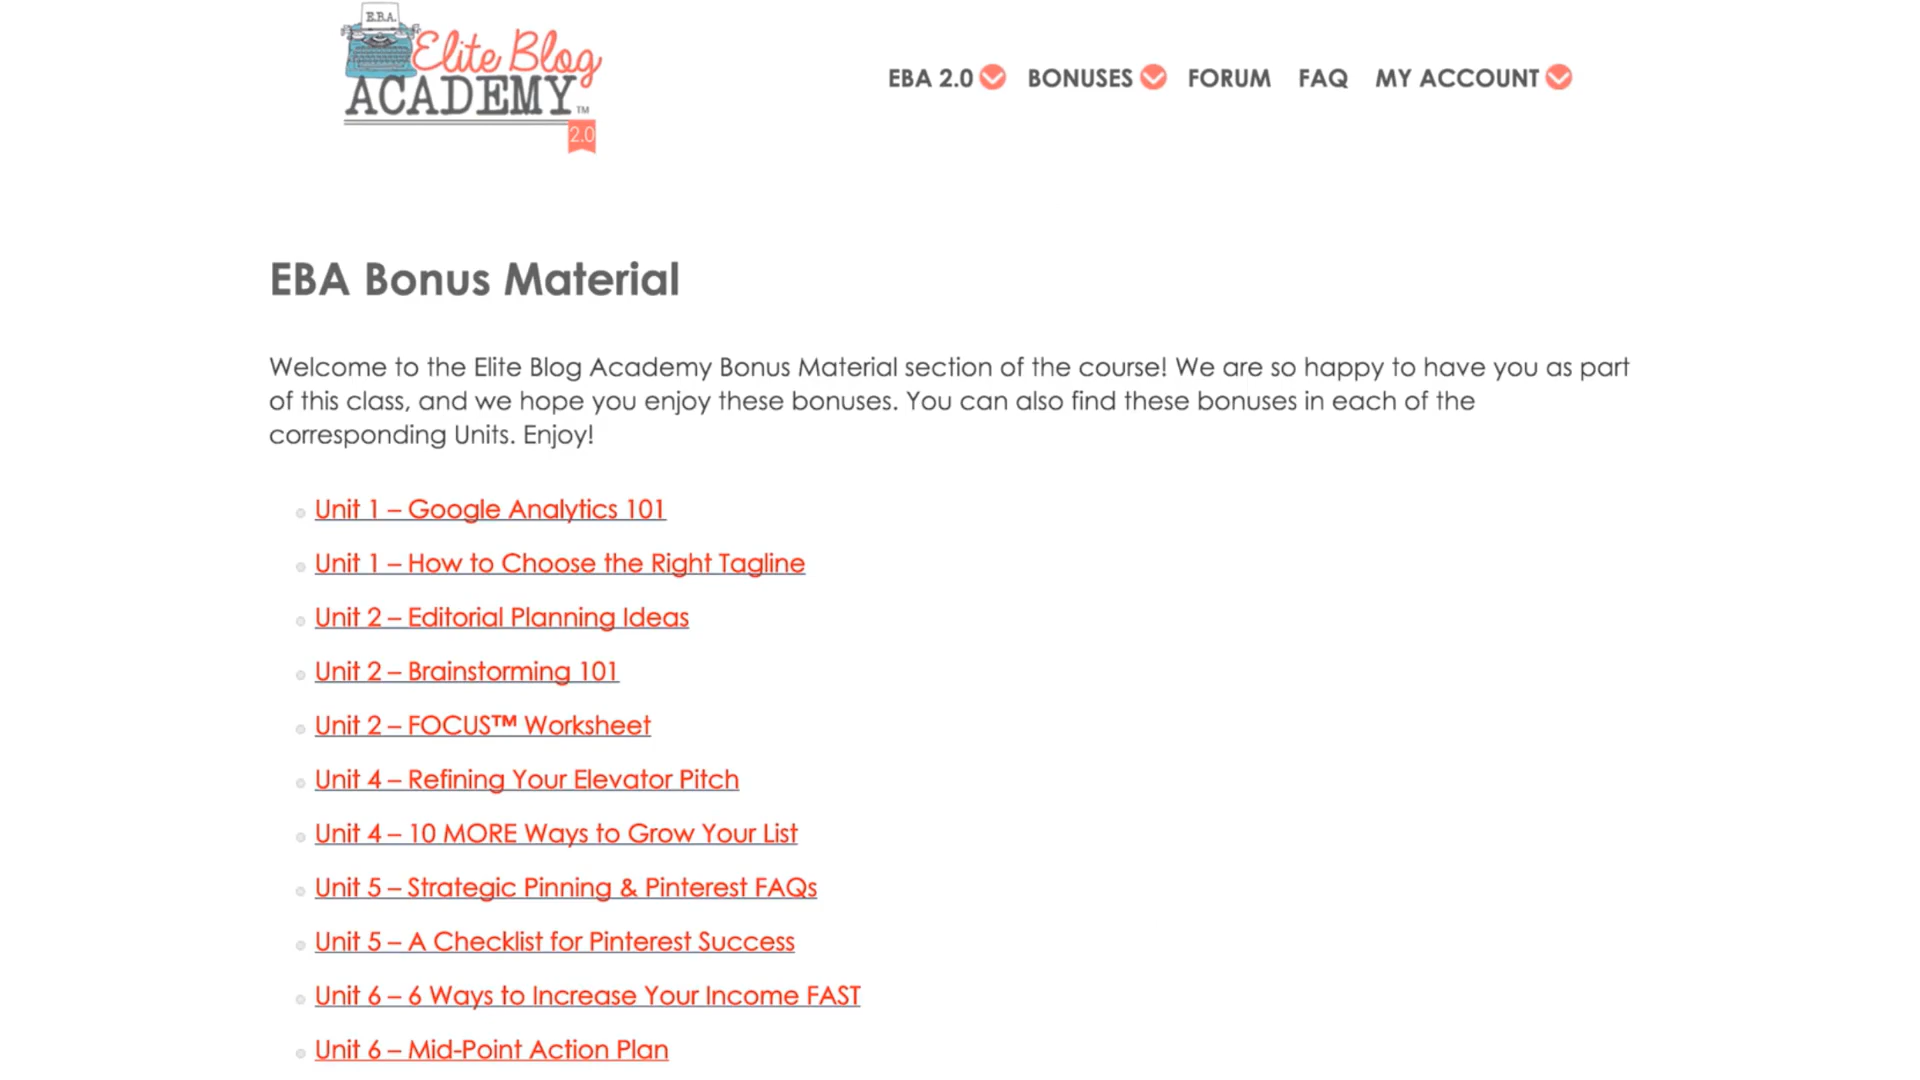 E.B.A.
Elite Blog
ACADEMY™
2.0
EBA 2.0 BONUSES FORUM FAQ MY ACCOUNT
EBA Bonus Material
Welcome to the Elite Blog Academy Bonus Material section of the course! We are so happy to have you as part
of this class, and we hope you enjoy these bonuses. You can also find these bonuses in each of the
corresponding Units. Enjoy!
Unit 1 – Google Analytics 101
Unit 1 – How to Choose the Right Tagline
Unit 2 – Editorial Planning Ideas
Unit 2 – Brainstorming 101
Unit 2 – FOCUS™ Worksheet
Unit 4 – Refining Your Elevator Pitch
Unit 4 – 10 MORE Ways to Grow Your List
Unit 5 – Strategic Pinning & Pinterest FAQs
Unit 5 – A Checklist for Pinterest Success
Unit 6 – 6 Ways to Increase Your Income FAST
Unit 6 – Mid-Point Action Plan